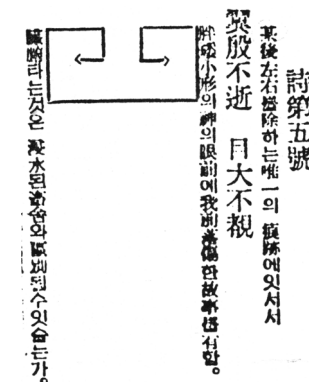 詩第五號
某後左右를除하는唯一의 痕跡에잇서서
翼殷不逝 目大不覩
胖矮小形의神의眼前에我前落傷한故事를有함。
臟腑타는것은 浸水된畜舍와區別될수잇슬는가。